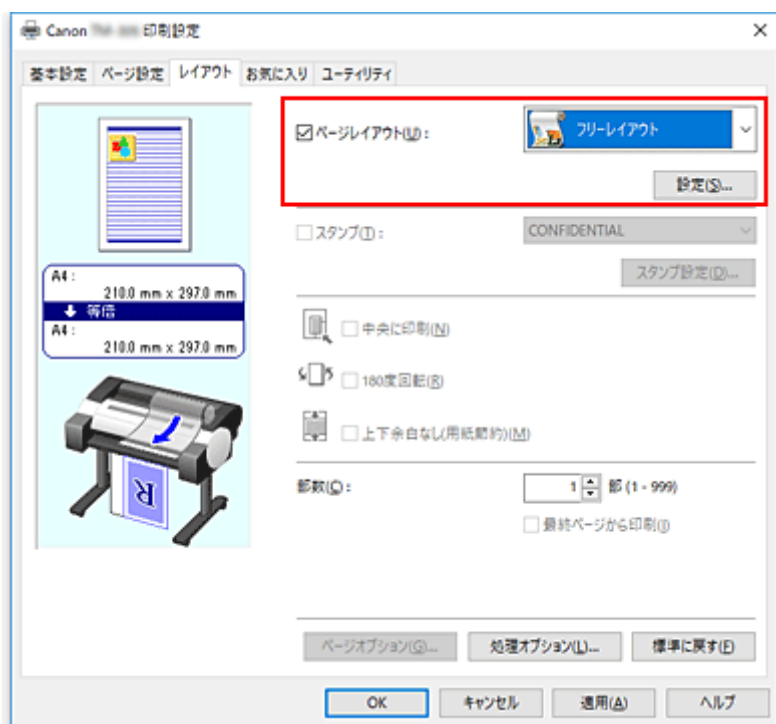 Canon 印刷設定
基本設定 ページ設定 レイアウト お気に入り ユーティリティ
ページレイアウト(U): フリーレイアウト
設定(S)...
スタンプ(T): CONFIDENTIAL
スタンプ設定(D)...
A4 :
210.0 mm x 297.0 mm
等倍
A4 :
210.0 mm x 297.0 mm
中央に印刷(N)
180度回転(R)
上下余白なし(用紙節約)(M)
R
部数(C): 1 部 (1 - 999)
最終ページから印刷(I)
ページオプション(G)... 処理オプション(L)... 標準に戻す(F)
OK キャンセル 適用(A) ヘルプ